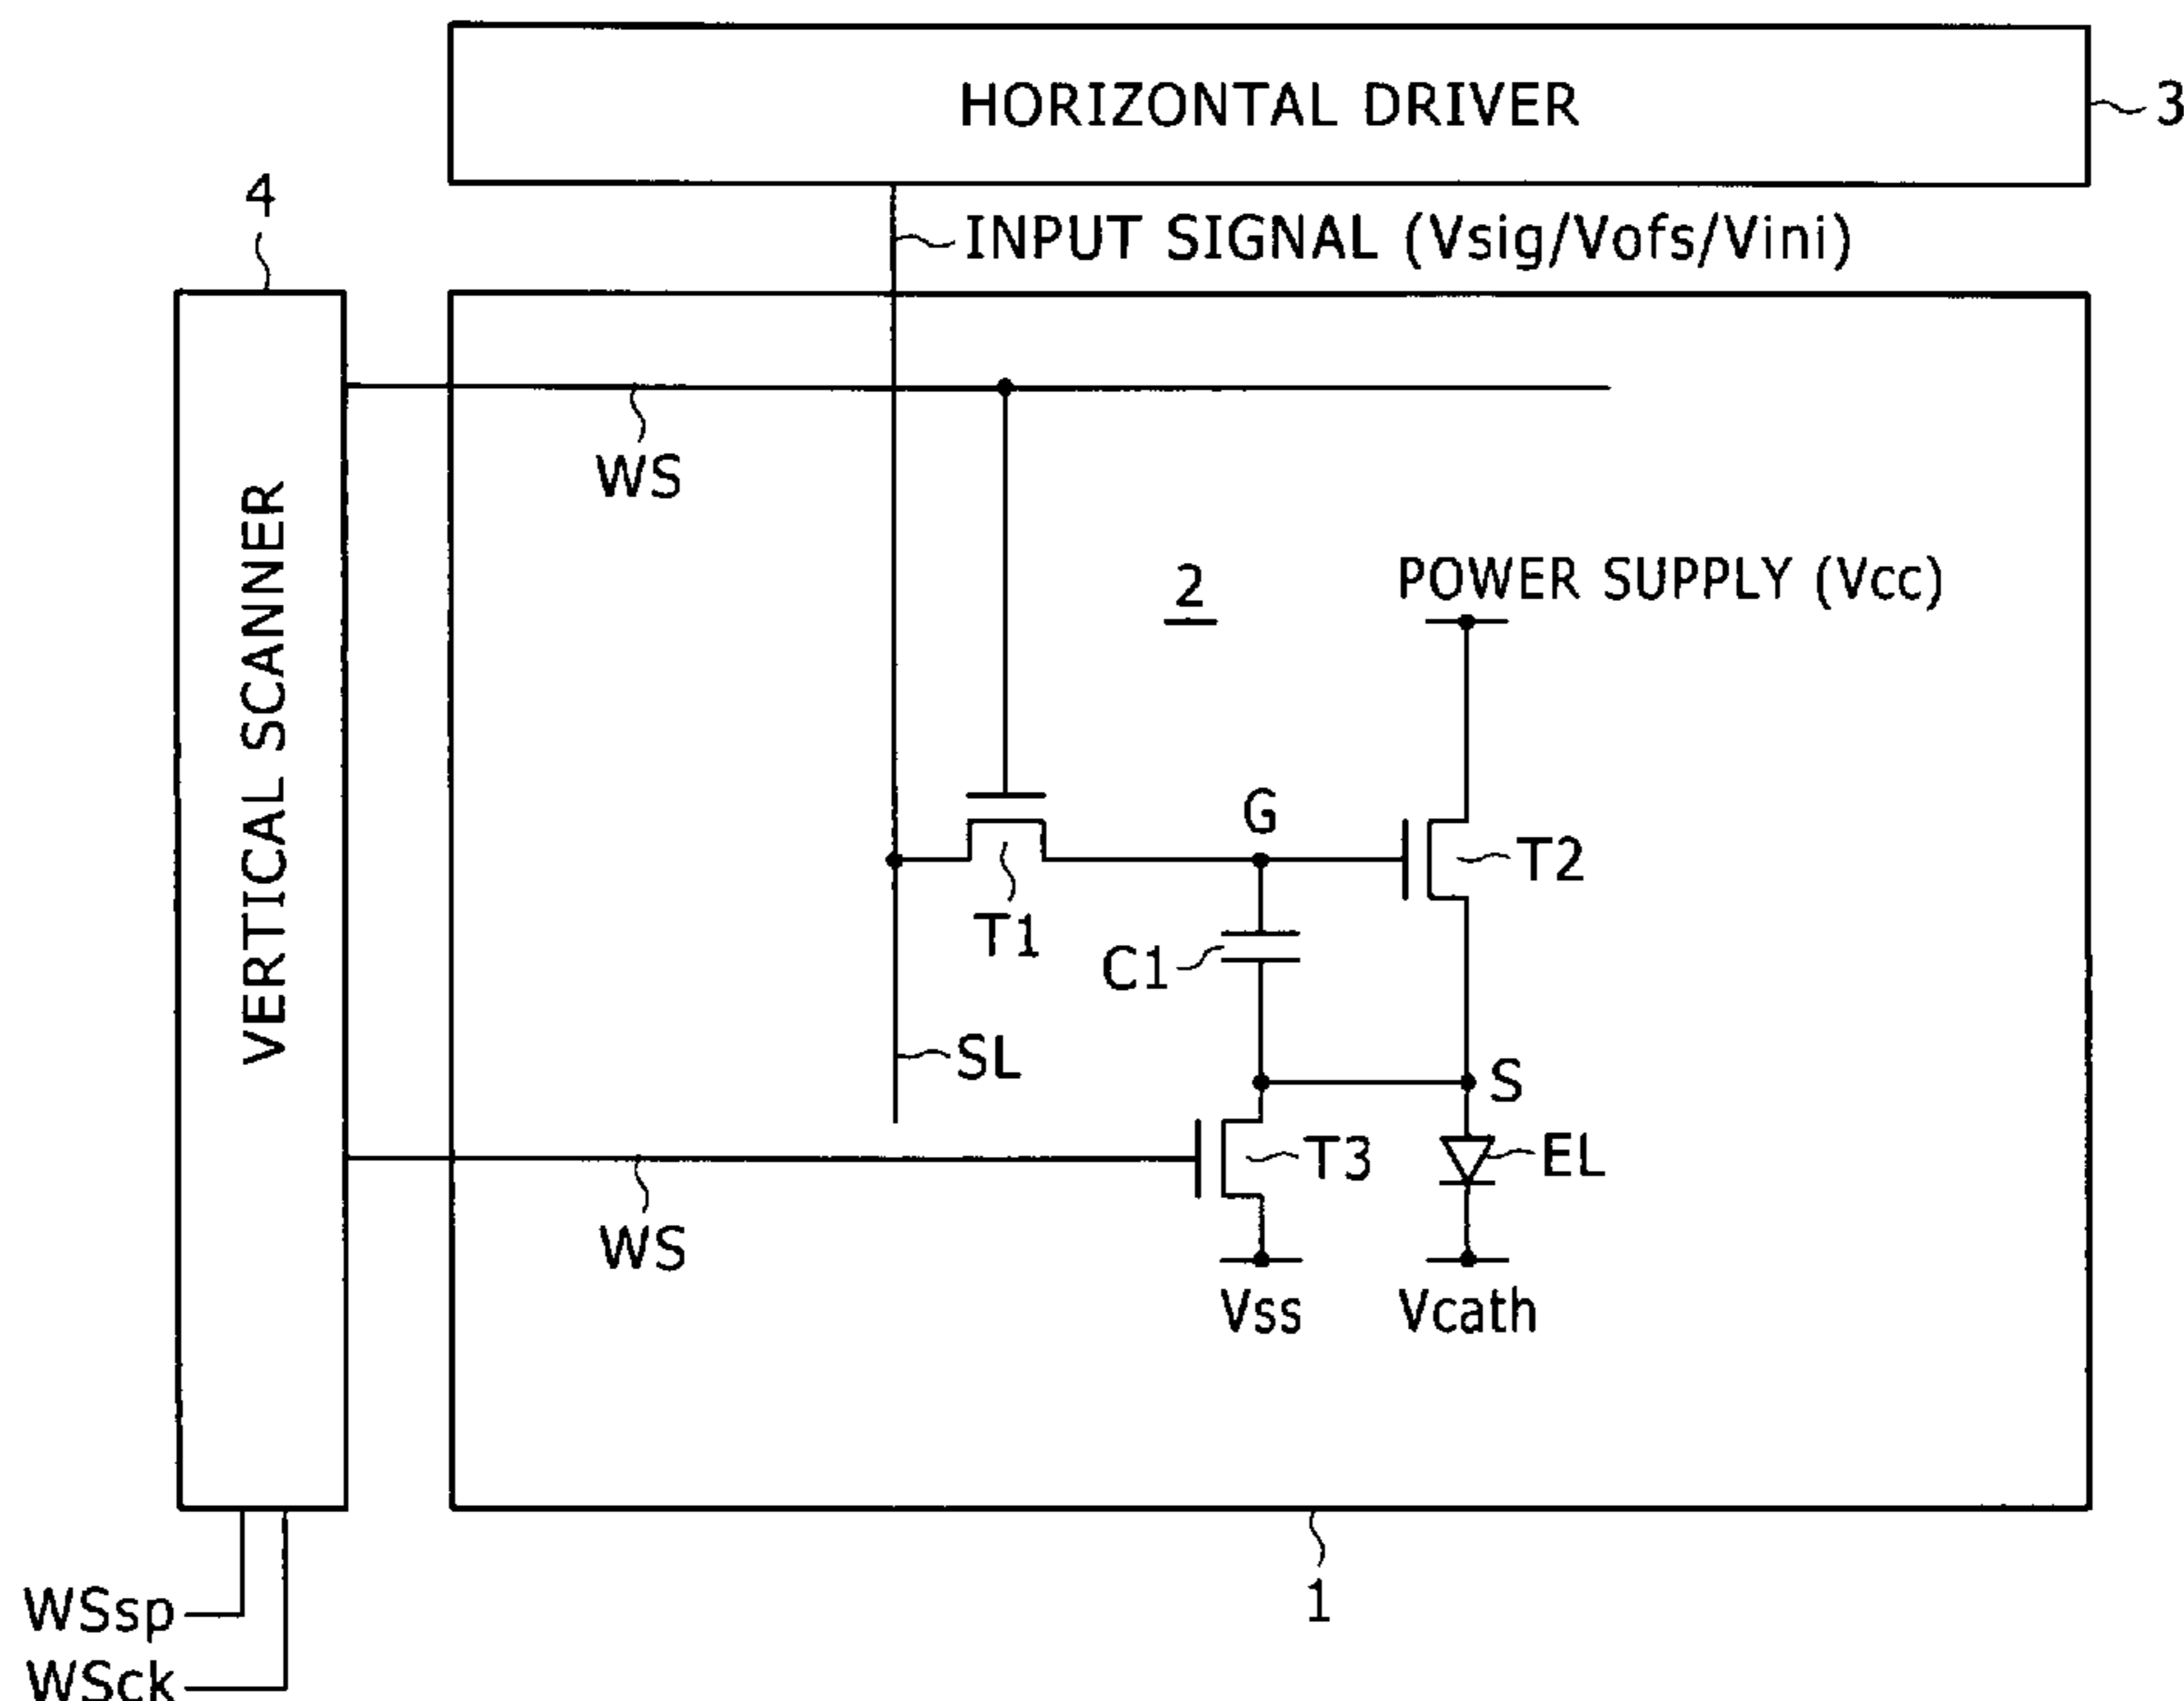 HORIZONTAL DRIVER
3
4
INPUT SIGNAL (Vsig/Vofs/Vini)
WS
VERTICAL SCANNER
2
POWER SUPPLY (Vcc)
G
T2
T1
C1
SL
S
T3
EL
WS
Vss
Vcath
1
WSsp
WSck